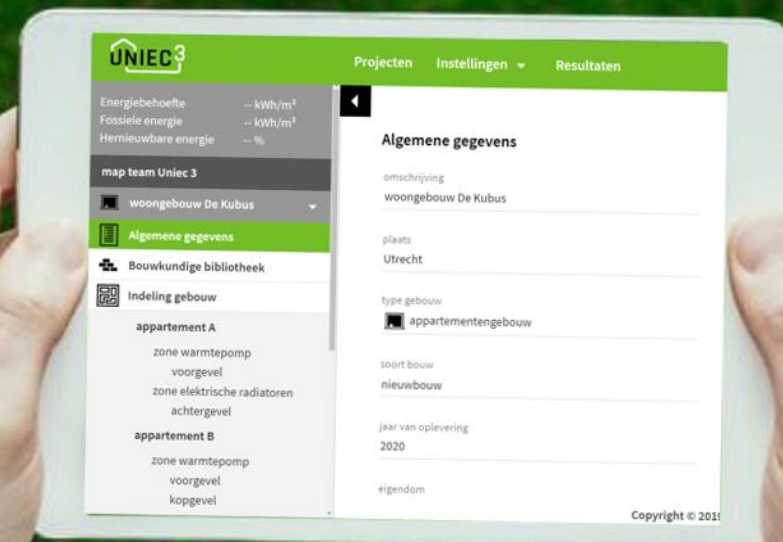 UNIEC3
Projecten Instellingen Resultaten
Energiebehoefte -- kWh/m²
Fossiele energie -- kWh/m²
Hernieuwbare energie -- %
map team Uniec 3
woongebouw De Kubus
Algemene gegevens
Bouwkundige bibliotheek
Indeling gebouw
appartement A
zone warmtepomp
voorgevel
zone elektrische radiatoren
achtergevel
appartement B
zone warmtepomp
voorgevel
kopgevel
Algemene gegevens
omschrijving
woongebouw De Kubus
plaats
Utrecht
type gebouw
appartementengebouw
soort bouw
nieuwbouw
jaar van oplevering
2020
eigendom
Copyright © 2019